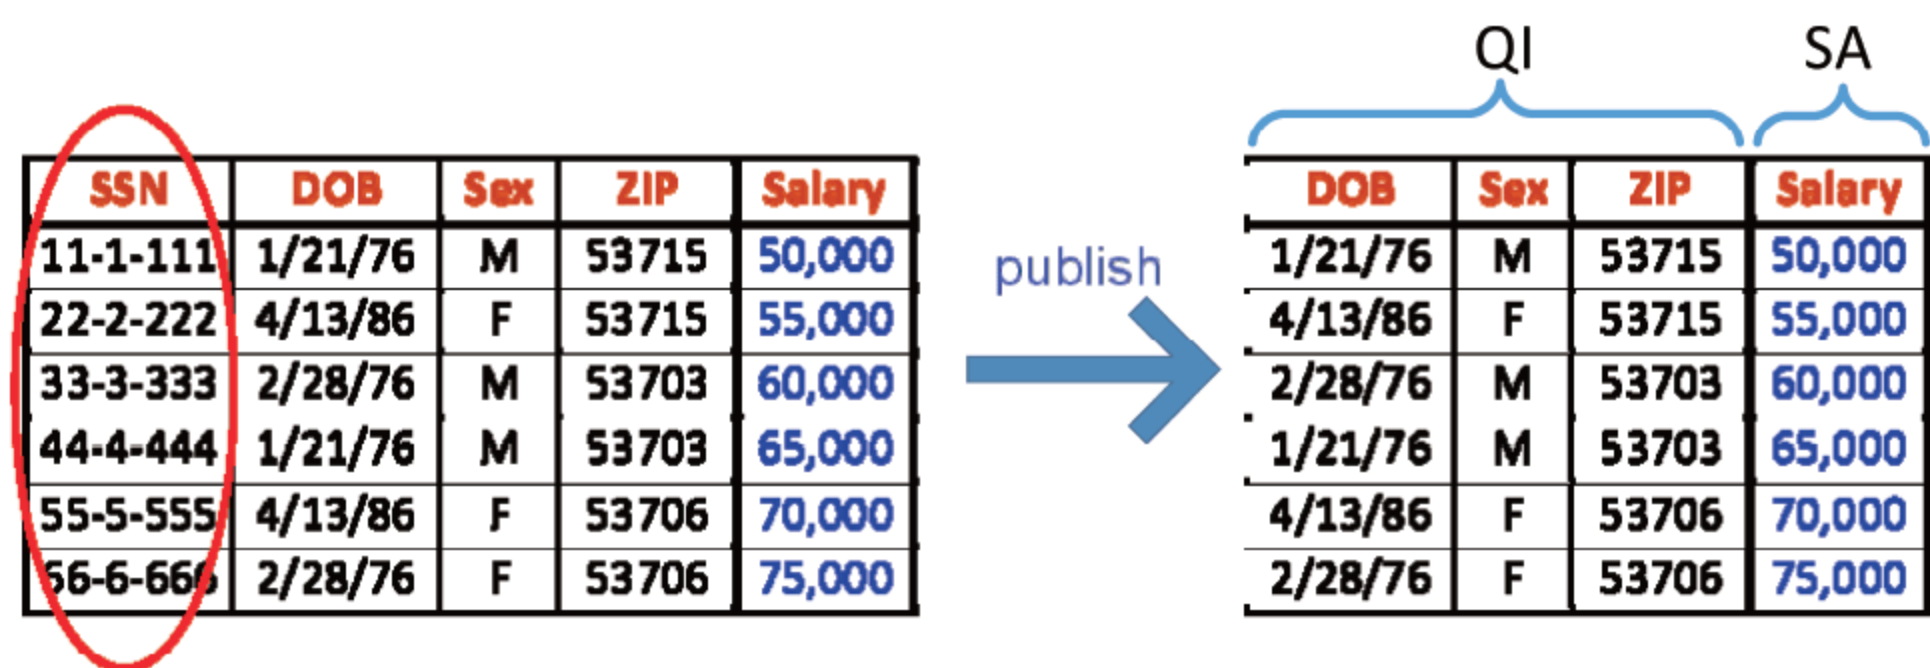 QI SA
SSN DOB Sex ZIP Salary
11-1-111 1/21/76 M 53715 50,000
22-2-222 4/13/86 F 53715 55,000
33-3-333 2/28/76 M 53703 60,000
44-4-444 1/21/76 M 53703 65,000
55-5-555 4/13/86 F 53706 70,000
66-6-666 2/28/76 F 53706 75,000
publish
DOB Sex ZIP Salary
1/21/76 M 53715 50,000
4/13/86 F 53715 55,000
2/28/76 M 53703 60,000
1/21/76 M 53703 65,000
4/13/86 F 53706 70,000
2/28/76 F 53706 75,000